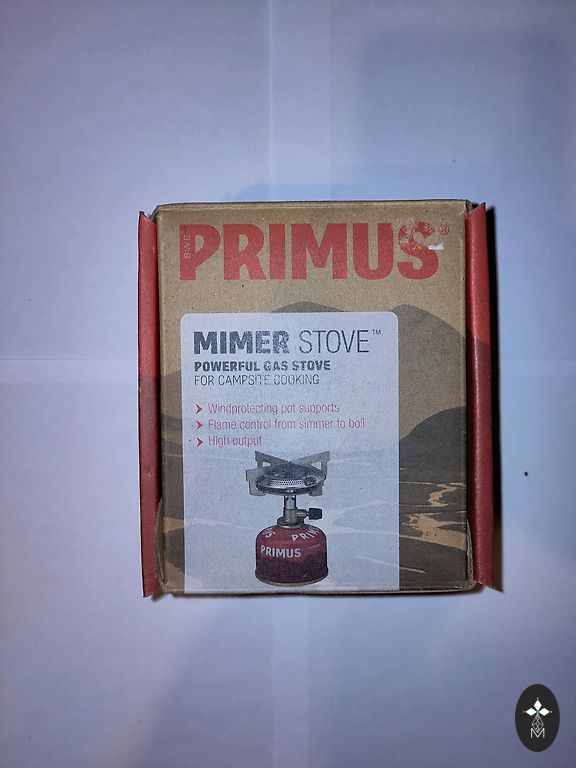 SWE
PRIMUS®
MIMER STOVE™
POWERFUL GAS STOVE
FOR CAMPSITE COOKING
Windprotecting pot supports
Flame control from simmer to boil
High output
PRIM
PRIMUS
M